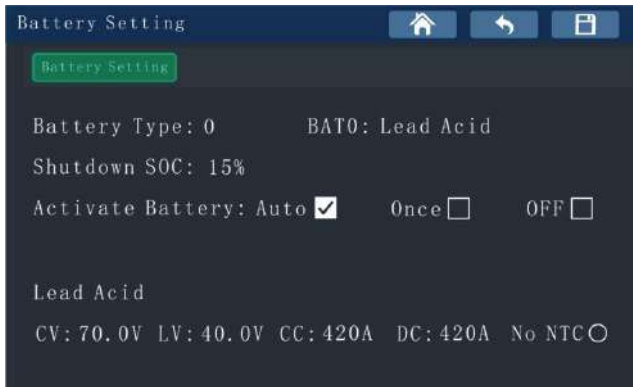 Battery Setting
Battery Setting
Battery Type: 0 BAT0: Lead Acid
Shutdown SOC: 15%
Activate Battery: Auto Once OFF
Lead Acid
CV: 70.0V LV: 40.0V CC: 420A DC: 420A No NTC